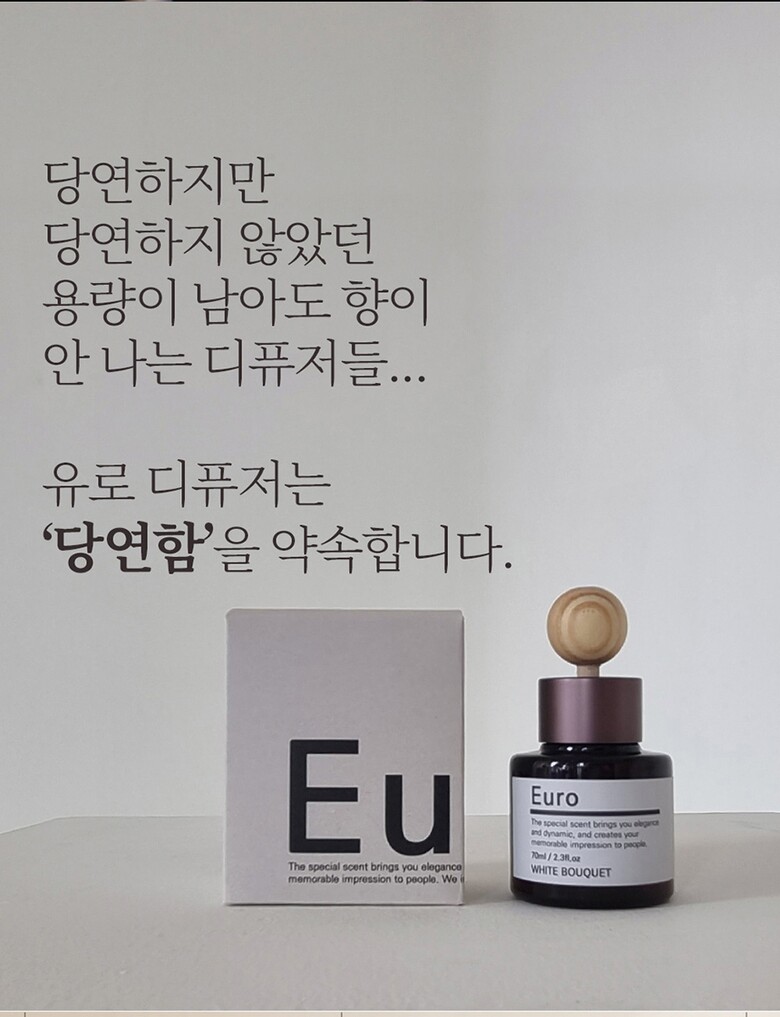 당연하지만
당연하지 않았던
용량이 남아도 향이
안 나는 디퓨저들...
유로 디퓨저는
‘당연함’을 약속합니다.
Eu
The special scent brings you elegance
memorable impression to people. We
Euro
The special scent brings you elegance
and dynamic, and creates your
memorable impression to people.
70ml / 2.3fl.oz
WHITE BOUQUET